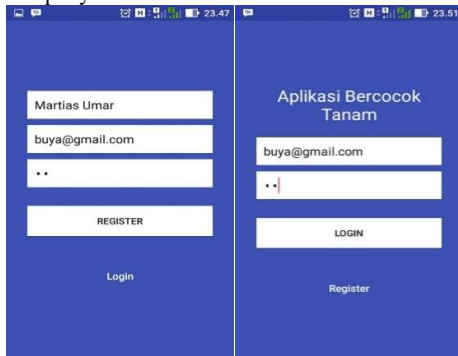 23.47
Martias Umar
buya@gmail.com
REGISTER
Login
23.51
Aplikasi Bercocok
Tanam
buya@gmail.com
LOGIN
Register